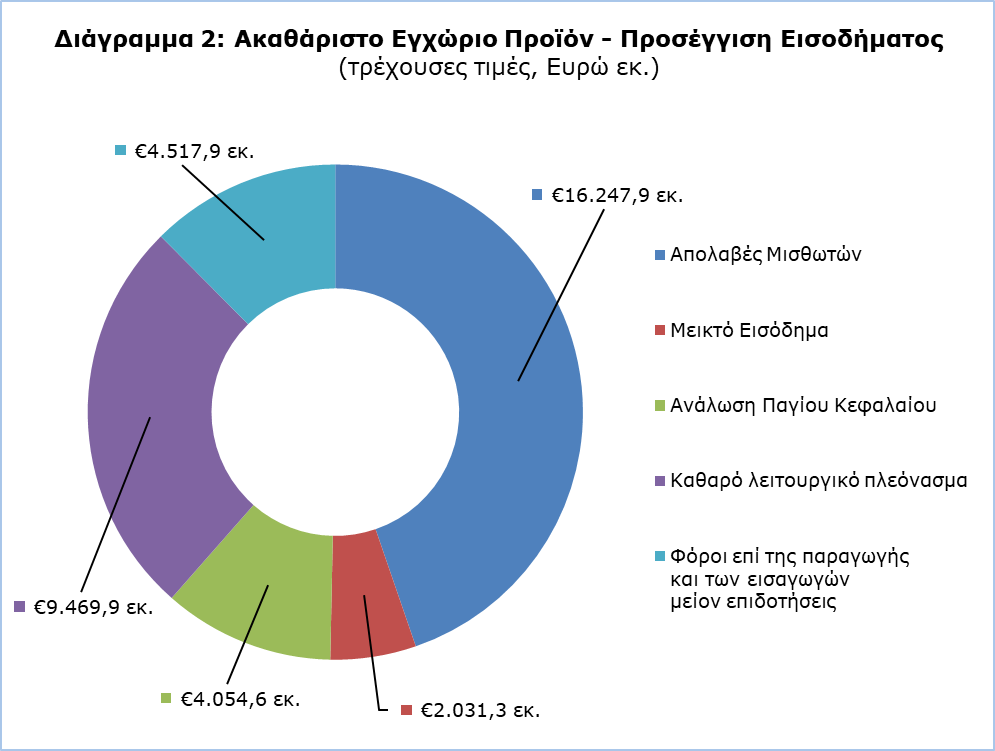 Διάγραμμα 2: Ακαθάριστο Εγχώριο Προϊόν - Προσέγγιση Εισοδήματος
(τρέχουσες τιμές, Ευρώ εκ.)
€4.517,9 εκ.
€16.247,9 εκ.
€9.469,9 εκ.
€4.054,6 εκ.
€2.031,3 εκ.
Απολαβές Μισθωτών
Μεικτό Εισόδημα
Ανάλωση Παγίου Κεφαλαίου
Καθαρό λειτουργικό πλεόνασμα
Φόροι επί της παραγωγής
και των εισαγωγών
μείον επιδοτήσεις